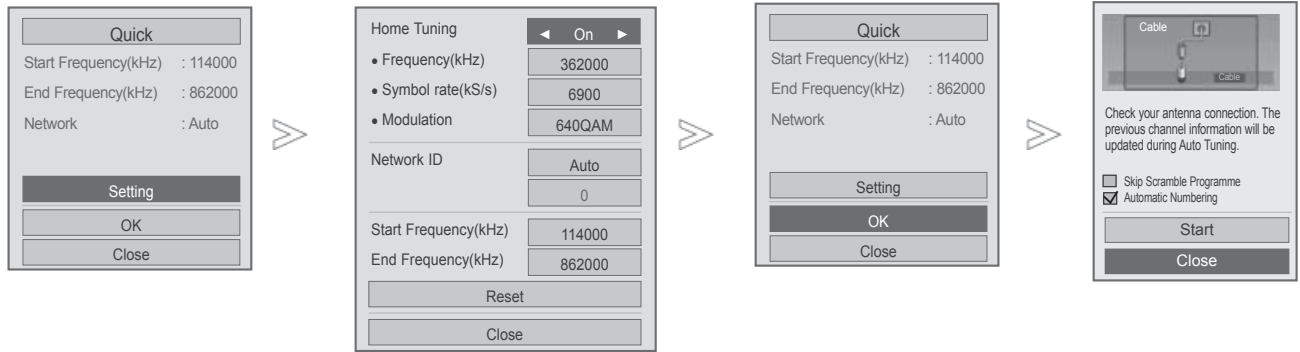 Quick
Start Frequency(kHz) : 114000
End Frequency(kHz) : 862000
Network : Auto
Setting
OK
Close
Home Tuning ◄ On ►
• Frequency(kHz) 362000
• Symbol rate(kS/s) 6900
• Modulation 640QAM
Network ID Auto
0
Start Frequency(kHz) 114000
End Frequency(kHz) 862000
Reset
Close
Quick
Start Frequency(kHz) : 114000
End Frequency(kHz) : 862000
Network : Auto
Setting
OK
Close
Cable
Cable
Check your antenna connection. The
previous channel information will be
updated during Auto Tuning.
Skip Scramble Programme
Automatic Numbering
Start
Close